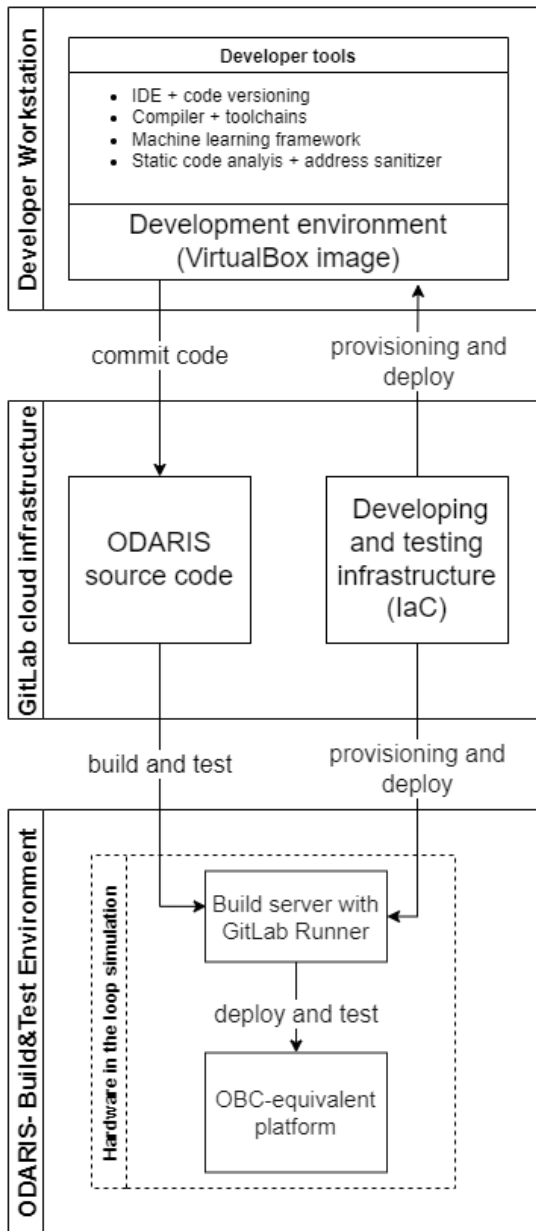 Developer Workstation
Developer tools
• IDE + code versioning
• Compiler + toolchains
• Machine learning framework
• Static code analyis + address sanitizer
Development environment
(VirtualBox image)
commit code
provisioning and
deploy
GitLab cloud infrastructure
ODARIS
source code
Developing
and testing
infrastructure
(IaC)
build and test
provisioning and
deploy
ODARIS- Build&Test Environment
Hardware in the loop simulation
Build server with
GitLab Runner
deploy and test
OBC-equivalent
platform